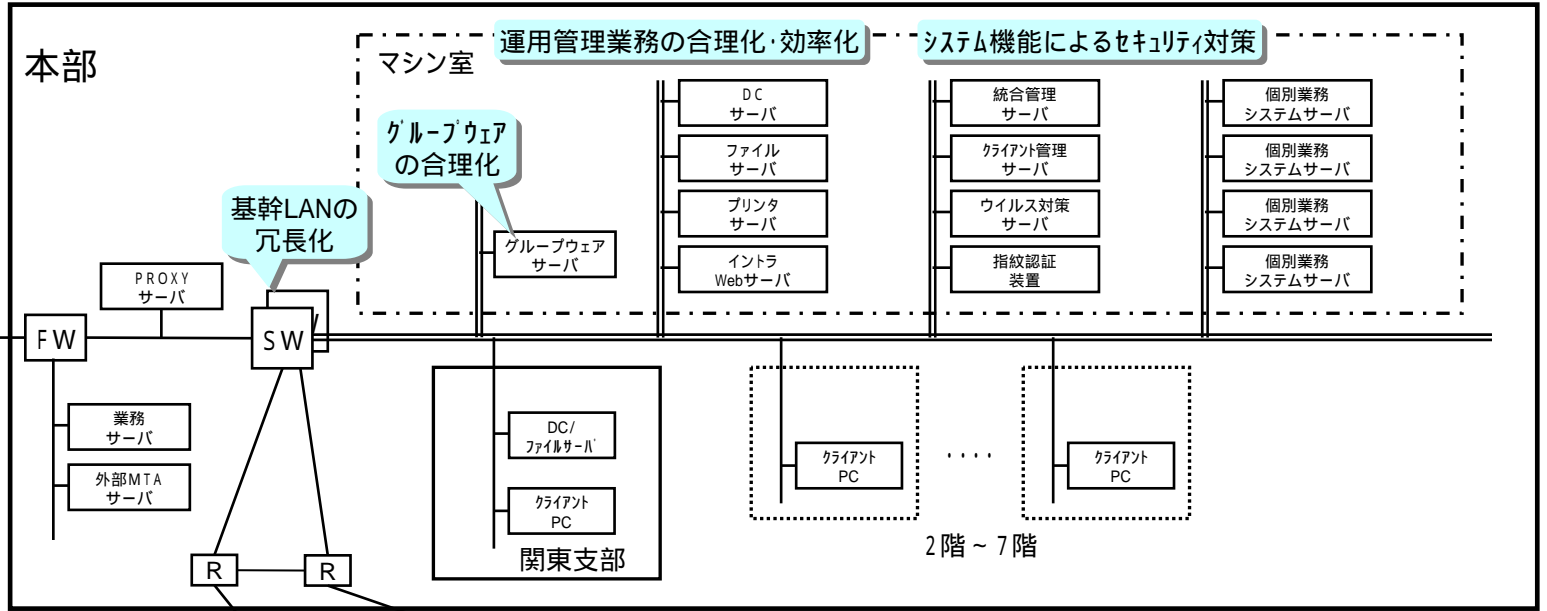 本部
運用管理業務の合理化･効率化
ｼｽﾃﾑ機能によるｾｷｭﾘﾃｨ対策
マシン室
ｸﾞﾙｰﾌﾟｳｪｱ
の合理化
基幹LANの
冗長化
グループウェア
サーバ
DC
サーバ
ファイル
サーバ
プリンタ
サーバ
イントラ
Webサーバ
統合管理
サーバ
ｸﾗｲｱﾝﾄ管理
サーバ
ウイルス対策
サーバ
指紋認証
装置
個別業務
システムサーバ
個別業務
システムサーバ
個別業務
システムサーバ
個別業務
システムサーバ
PROXY
サーバ
FW
SW
業務
サーバ
外部MTA
サーバ
R
R
DC/
ﾌｧｲﾙｻｰﾊﾞ
ｸﾗｲｱﾝﾄ
PC
関東支部
ｸﾗｲｱﾝﾄ
PC
････
ｸﾗｲｱﾝﾄ
PC
2階~7階